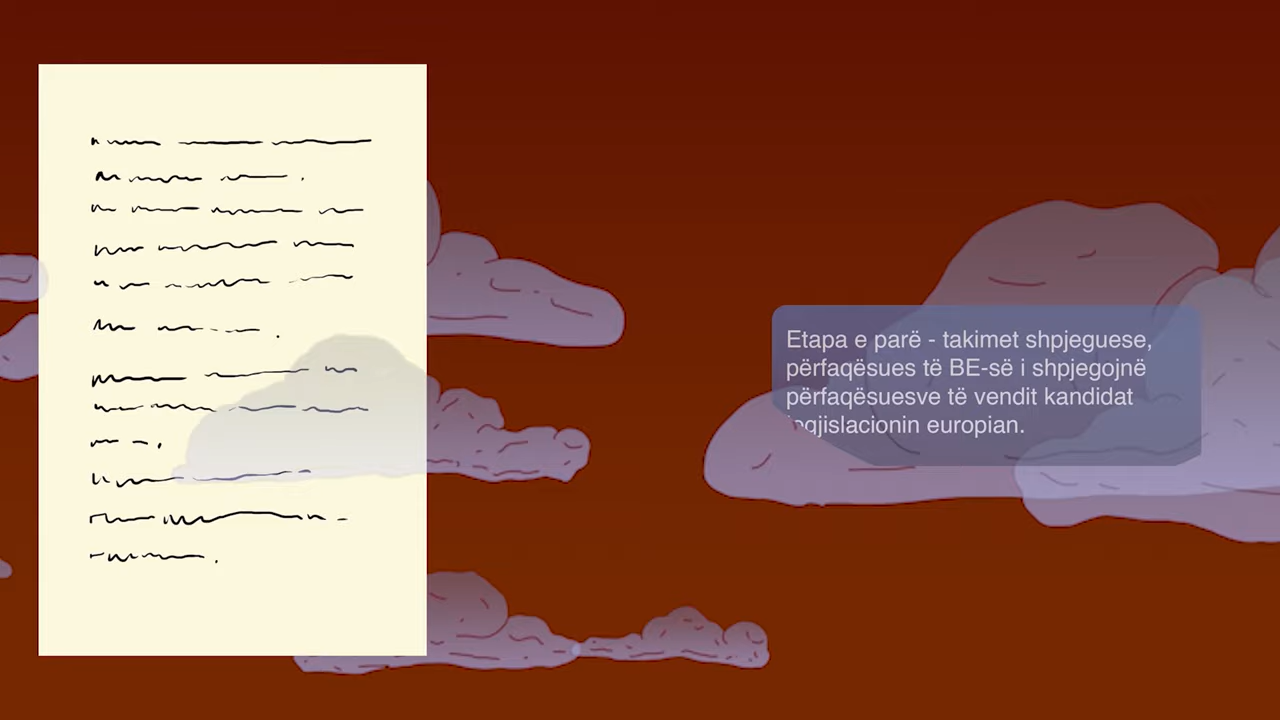 Etapa e parë - takimet shpjeguese,
përfaqësues të BE-së i shpjegojnë
përfaqësuesve të vendit kandidat
legjislacionin europian.